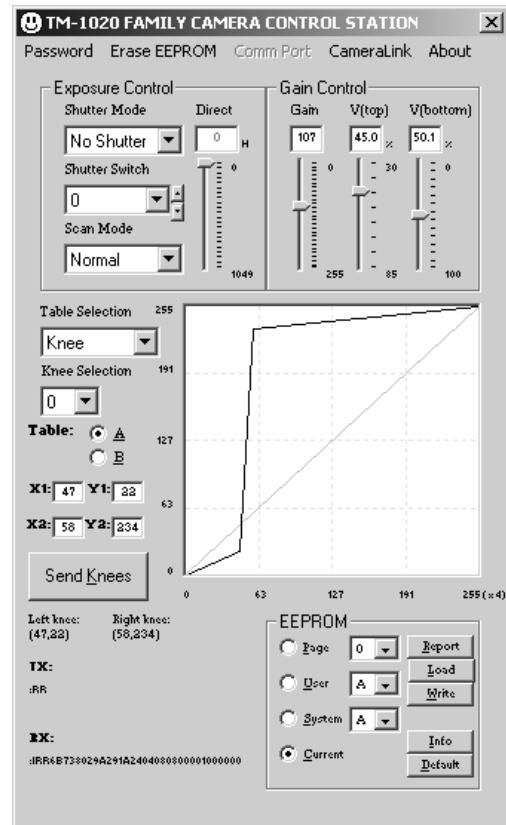 TM-1020 FAMILY CAMERA CONTROL STATION
Password Erase EEPROM Comm Port CameraLink About
Exposure Control
Shutter Mode Direct
No Shutter 0 H
Shutter Switch 0
0
Scan Mode
Normal
1049
Gain Control
Gain V(top) V(bottom)
107 45.0 % 50.1 %
0 30 0
255 85 100
Table Selection
Knee
Knee Selection
0
Table: A
B
X1: 47 Y1: 22
X2: 58 Y2: 234
Send Knees
255
191
127
63
0
0 63 127 191 255 (x4)
Left knee: Right knee:
(47,22) (58,234)
TX:
:RR
RX:
:IRR6B738029A291A2404080800001000000
EEPROM
Page 0 Report
User A Load
Write
System A
Current Info
Default